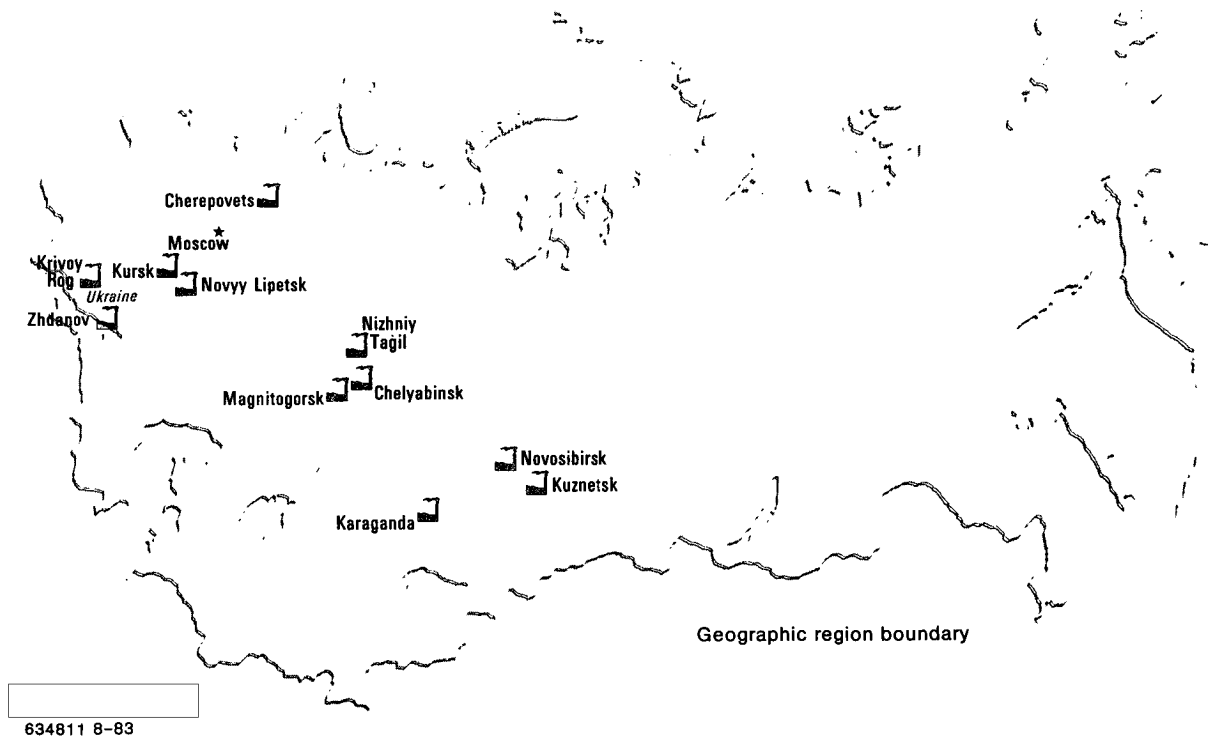 Cherepovets
Moscow
Krivoy
Rog
Kursk
Novyy Lipetsk
Ukraine
Zhdanov
Nizhniy
Tagil
Magnitogorsk
Chelyabinsk
Novosibirsk
Kuznetsk
Karaganda
Geographic region boundary
634811 8-83